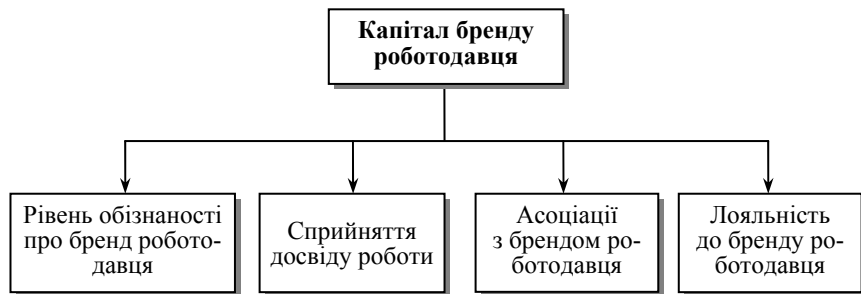 Капітал бренду
роботодавця
Рівень обізнаності
про бренд робото-
давця
Сприйняття
досвіду роботи
Асоціації
з брендом ро-
ботодавця
Лояльність
до бренду ро-
ботодавця